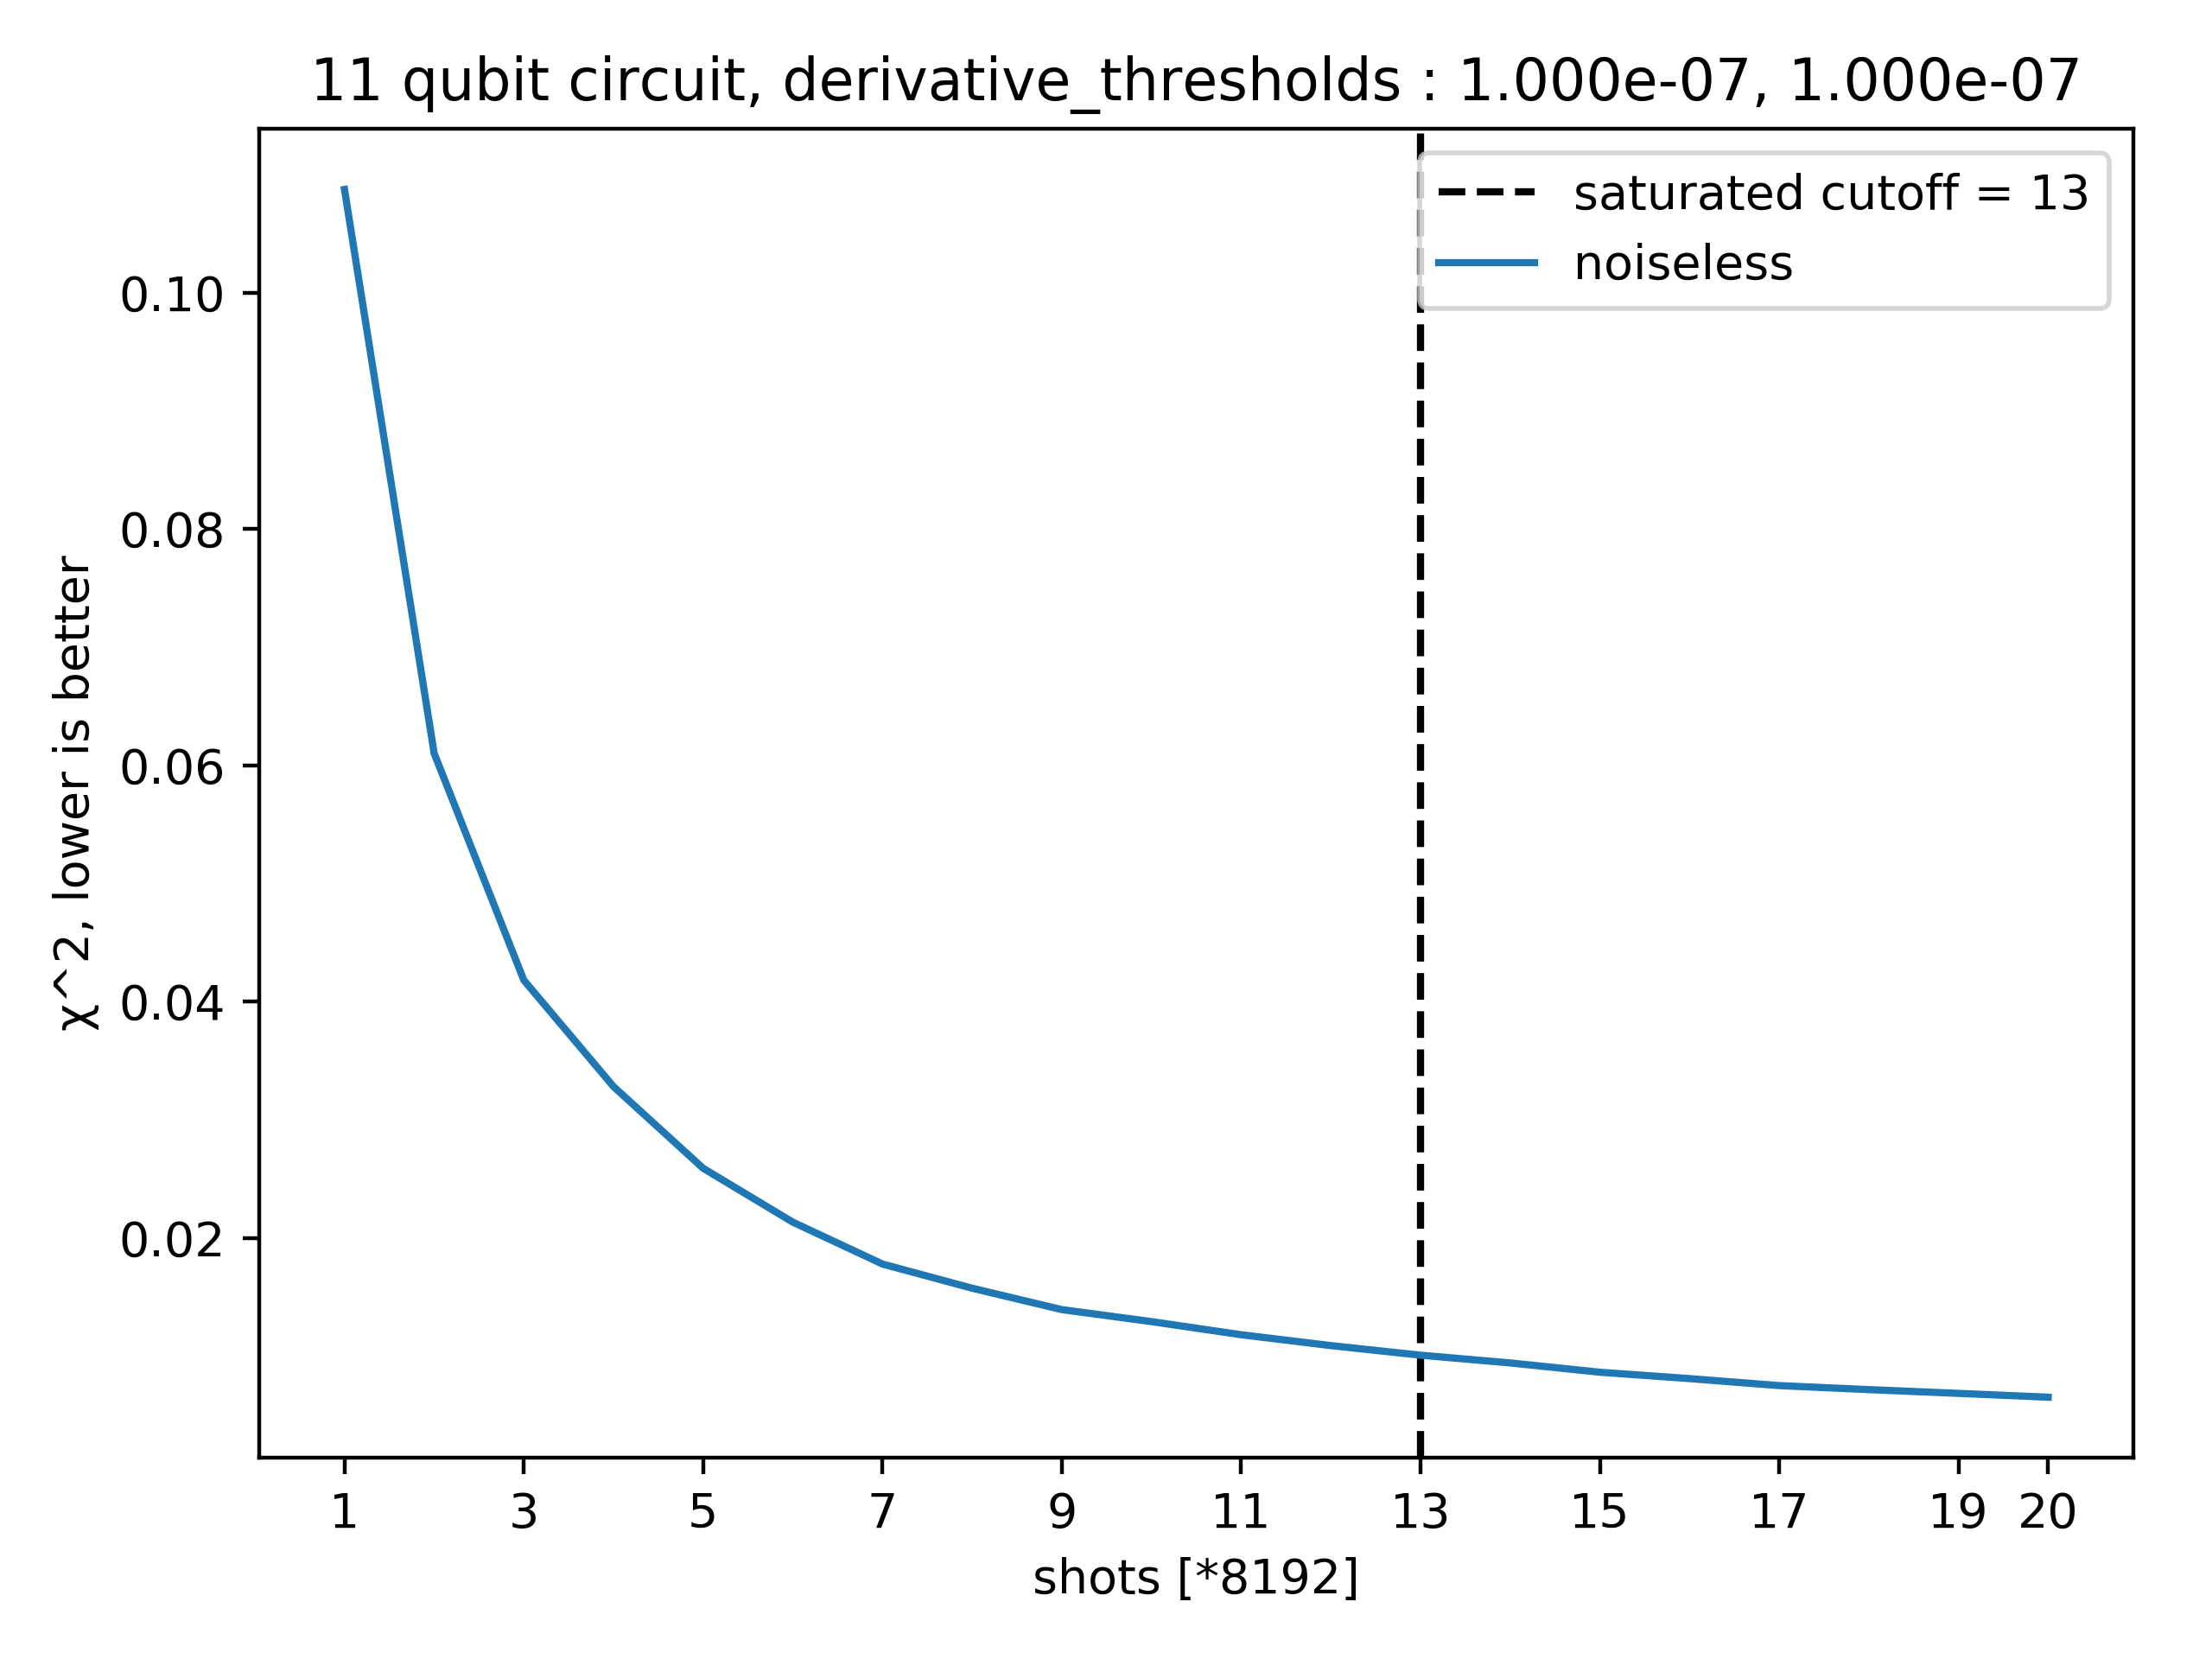 11 qubit circuit, derivative_thresholds : 1.000e-07, 1.000e-07
saturated cutoff = 13
noiseless
0.10
0.08
0.06
0.04
0.02
χ^2, lower is better
1 3 5 7 9 11 13 15 17 19 20
shots [*8192]